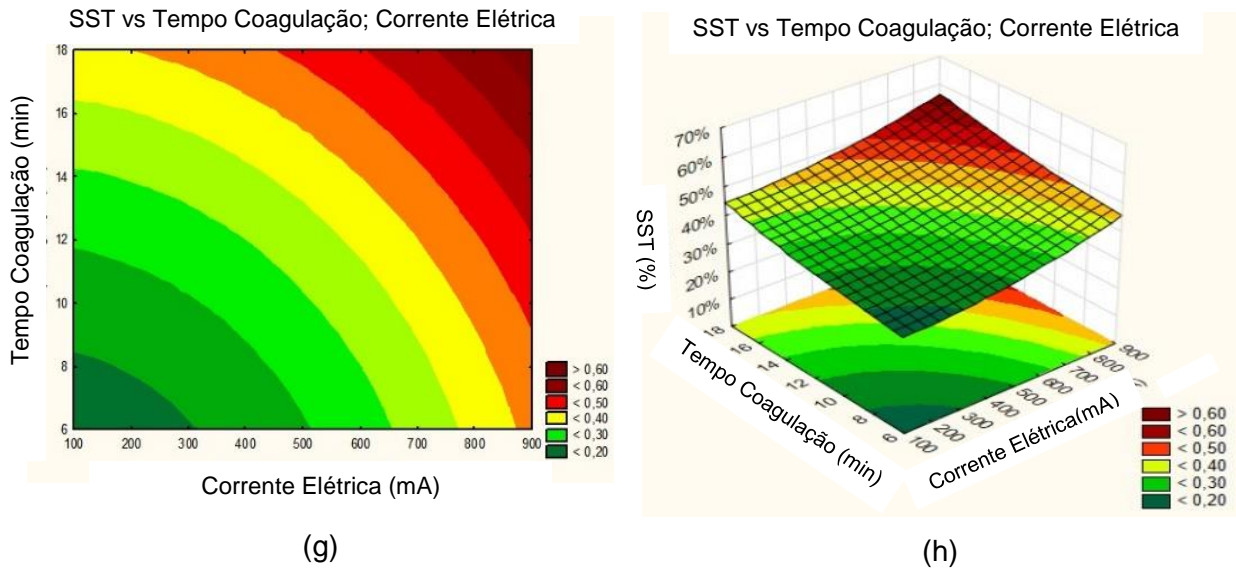 SST vs Tempo Coagulação; Corrente Elétrica
Tempo Coagulação (min)
18
16
14
12
10
8
6
100 200 300 400 500 600 700 800 900
Corrente Elétrica (mA)
> 0,60
< 0,60
< 0,50
< 0,40
< 0,30
< 0,20
(g)
SST vs Tempo Coagulação; Corrente Elétrica
SST (%)
70%
60%
50%
40%
30%
20%
10%
18 16 14 12 10 8 6
Tempo Coagulação (min)
100 200 300 400 500 600 700 800 900
Corrente Elétrica(mA)
> 0,60
< 0,60
< 0,50
< 0,40
< 0,30
< 0,20
(h)